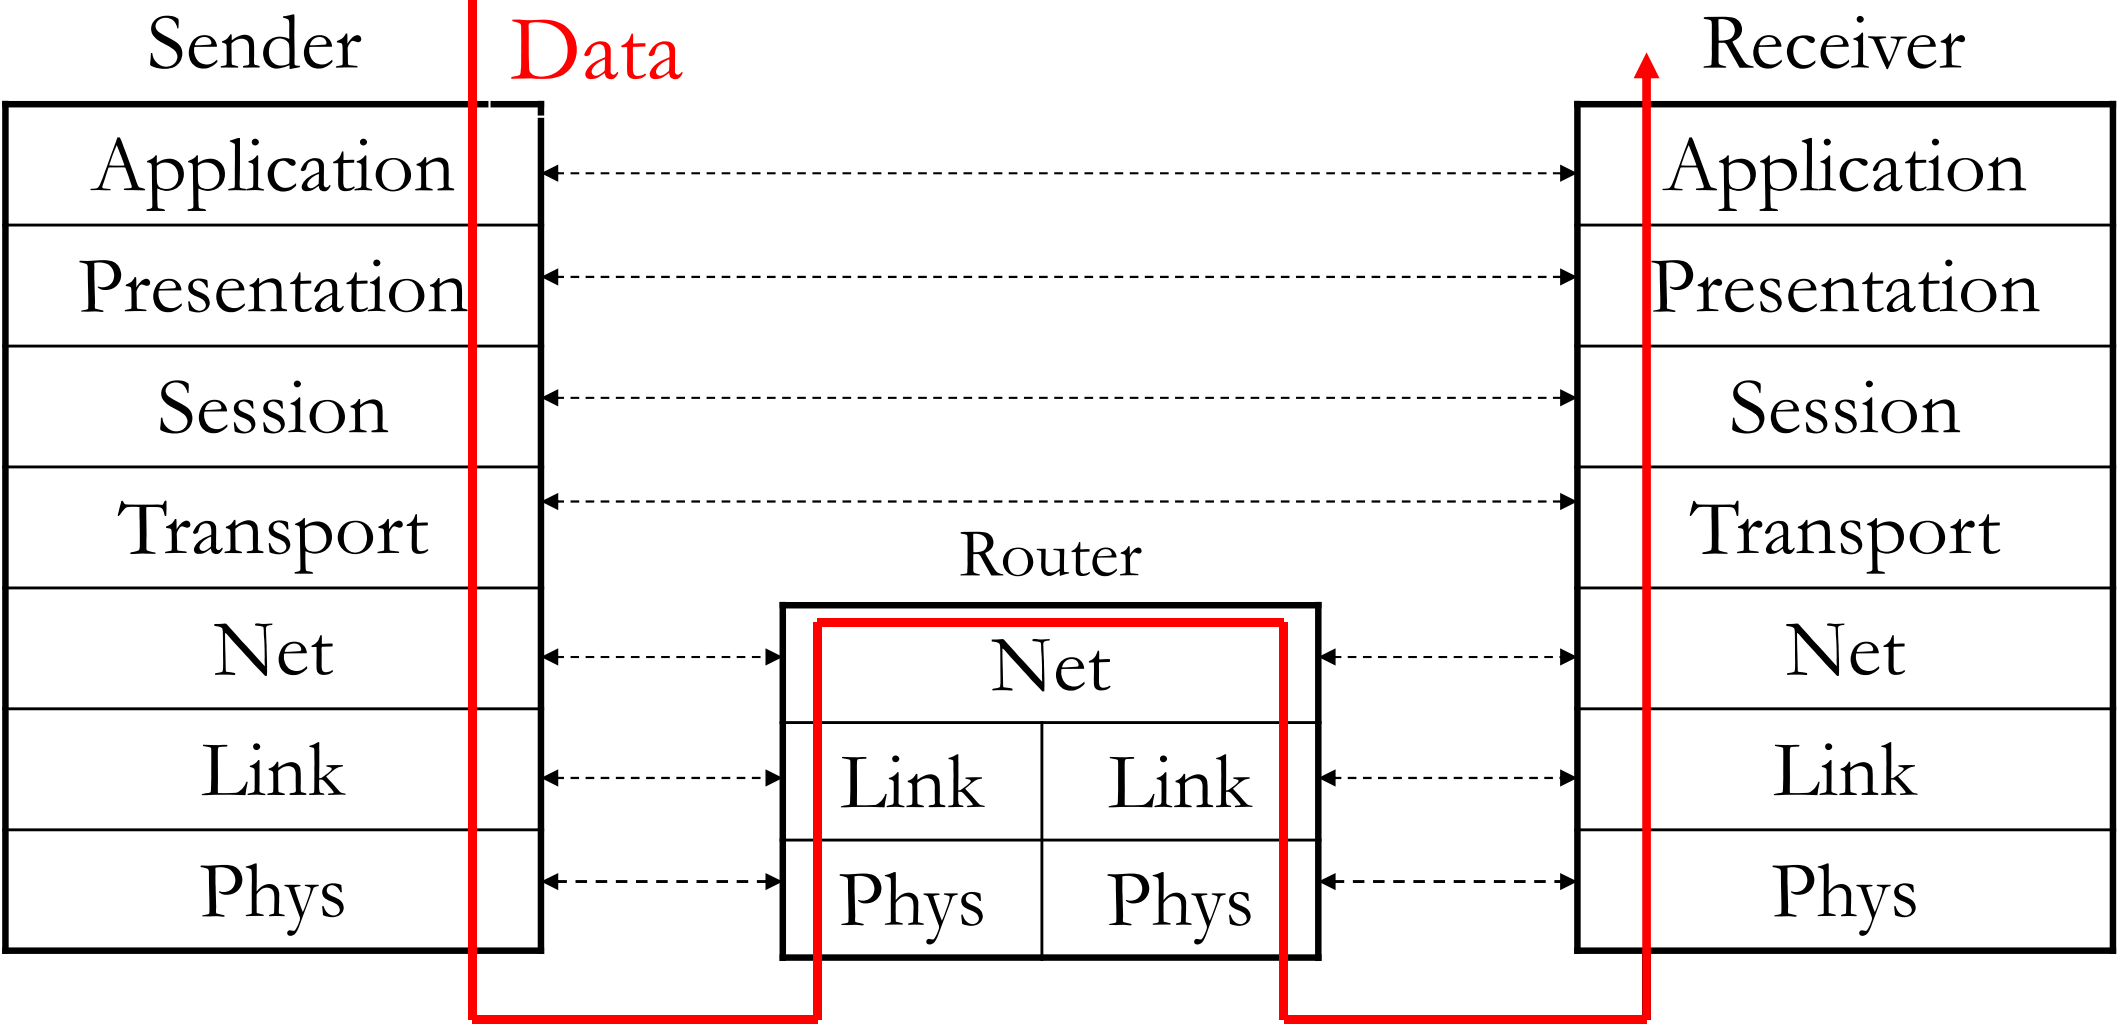 Sender
Data
Receiver
Application
Application
Presentation
Presentation
Session
Session
Transport
Transport
Router
Net
Net
Net
Link
Link
Link
Link
Phys
Phys
Phys
Phys